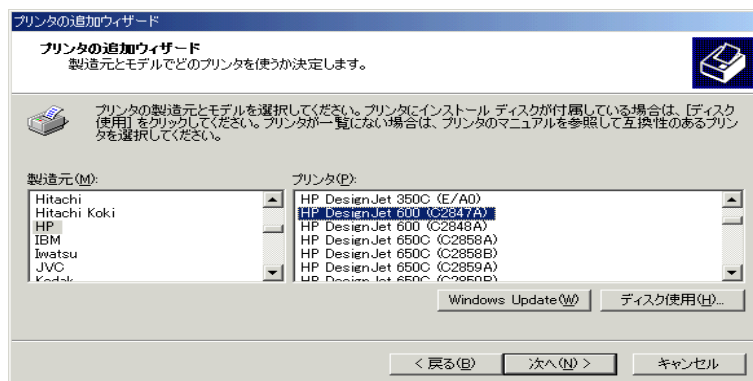 プリンタの追加ウィザード
プリンタの追加ウィザード
製造元とモデルでどのプリンタを使うか決定します。
プリンタの製造元とモデルを選択してください。プリンタにインストール ディスクが付属している場合は、[ディスク
使用] をクリックしてください。プリンタが一覧にない場合は、プリンタのマニュアルを参照して互換性のあるプリン
タを選択してください。
製造元(M):
Hitachi
Hitachi Koki
HP
IBM
Iwatsu
JVC
Kodak
プリンタ(P):
HP DesignJet 350C (E/A0)
HP DesignJet 600 (C2847A)
HP DesignJet 600 (C2848A)
HP DesignJet 650C (C2858A)
HP DesignJet 650C (C2858B)
HP DesignJet 650C (C2859A)
HP DesignJet 650C (C2859B)
Windows Update(W)
ディスク使用(H)...
< 戻る(B)
次へ(N) >
キャンセル